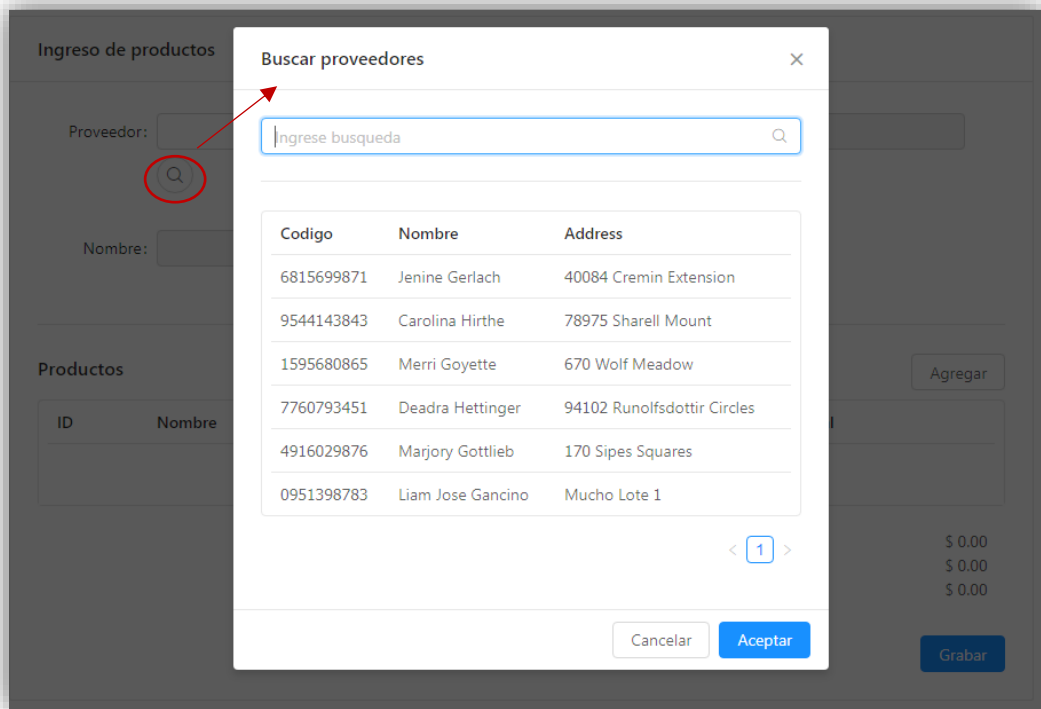 Ingreso de productos
Buscar proveedores
Proveedor:
Ingrese busqueda
Nombre:
Codigo Nombre Address
6815699871 Jenine Gerlach 40084 Cremin Extension
9544143843 Carolina Hirthe 78975 Sharell Mount
1595680865 Merri Goyette 670 Wolf Meadow
7760793451 Deadra Hettinger 94102 Runolfsdottir Circles
4916029876 Marjory Gottlieb 170 Sipes Squares
0951398783 Liam Jose Gancino Mucho Lote 1
Productos
Agregar
ID Nombre
< 1 >
$ 0.00
$ 0.00
$ 0.00
Cancelar Aceptar
Grabar